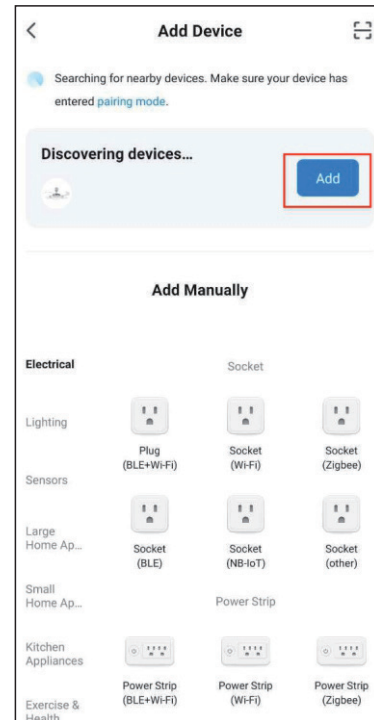 Add Device
Searching for nearby devices. Make sure your device has
entered pairing mode.
Discovering devices...
Add
Add Manually
Electrical
Socket
Lighting
Plug
(BLE+Wi-Fi)
Socket
(Wi-Fi)
Socket
(Zigbee)
Sensors
Large
Home Ap...
Socket
(BLE)
Socket
(NB-IoT)
Socket
(other)
Small
Home Ap...
Power Strip
Kitchen
Appliances
Power Strip
(BLE+Wi-Fi)
Power Strip
(Wi-Fi)
Power Strip
(Zigbee)
Exercise &
Health